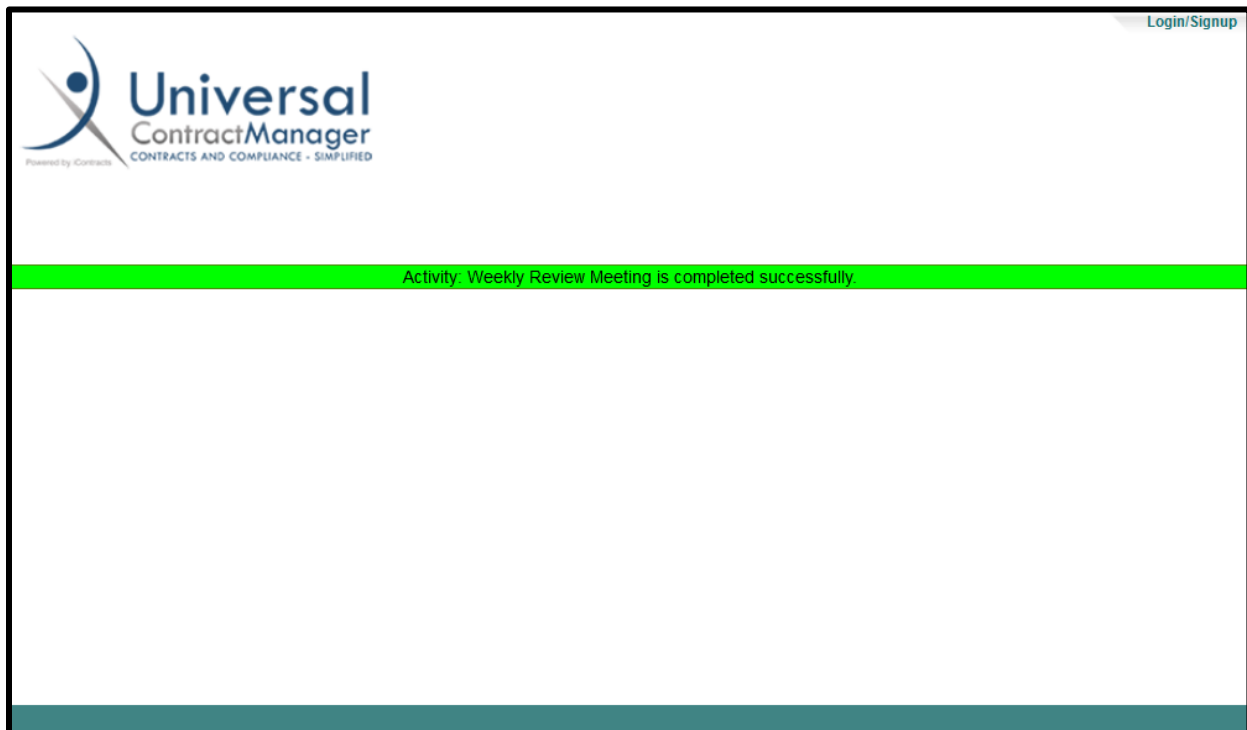 Login/Signup
Universal
ContractManager
CONTRACTS AND COMPLIANCE - SIMPLIFIED
Powered by iContracts
Activity: Weekly Review Meeting is completed successfully.